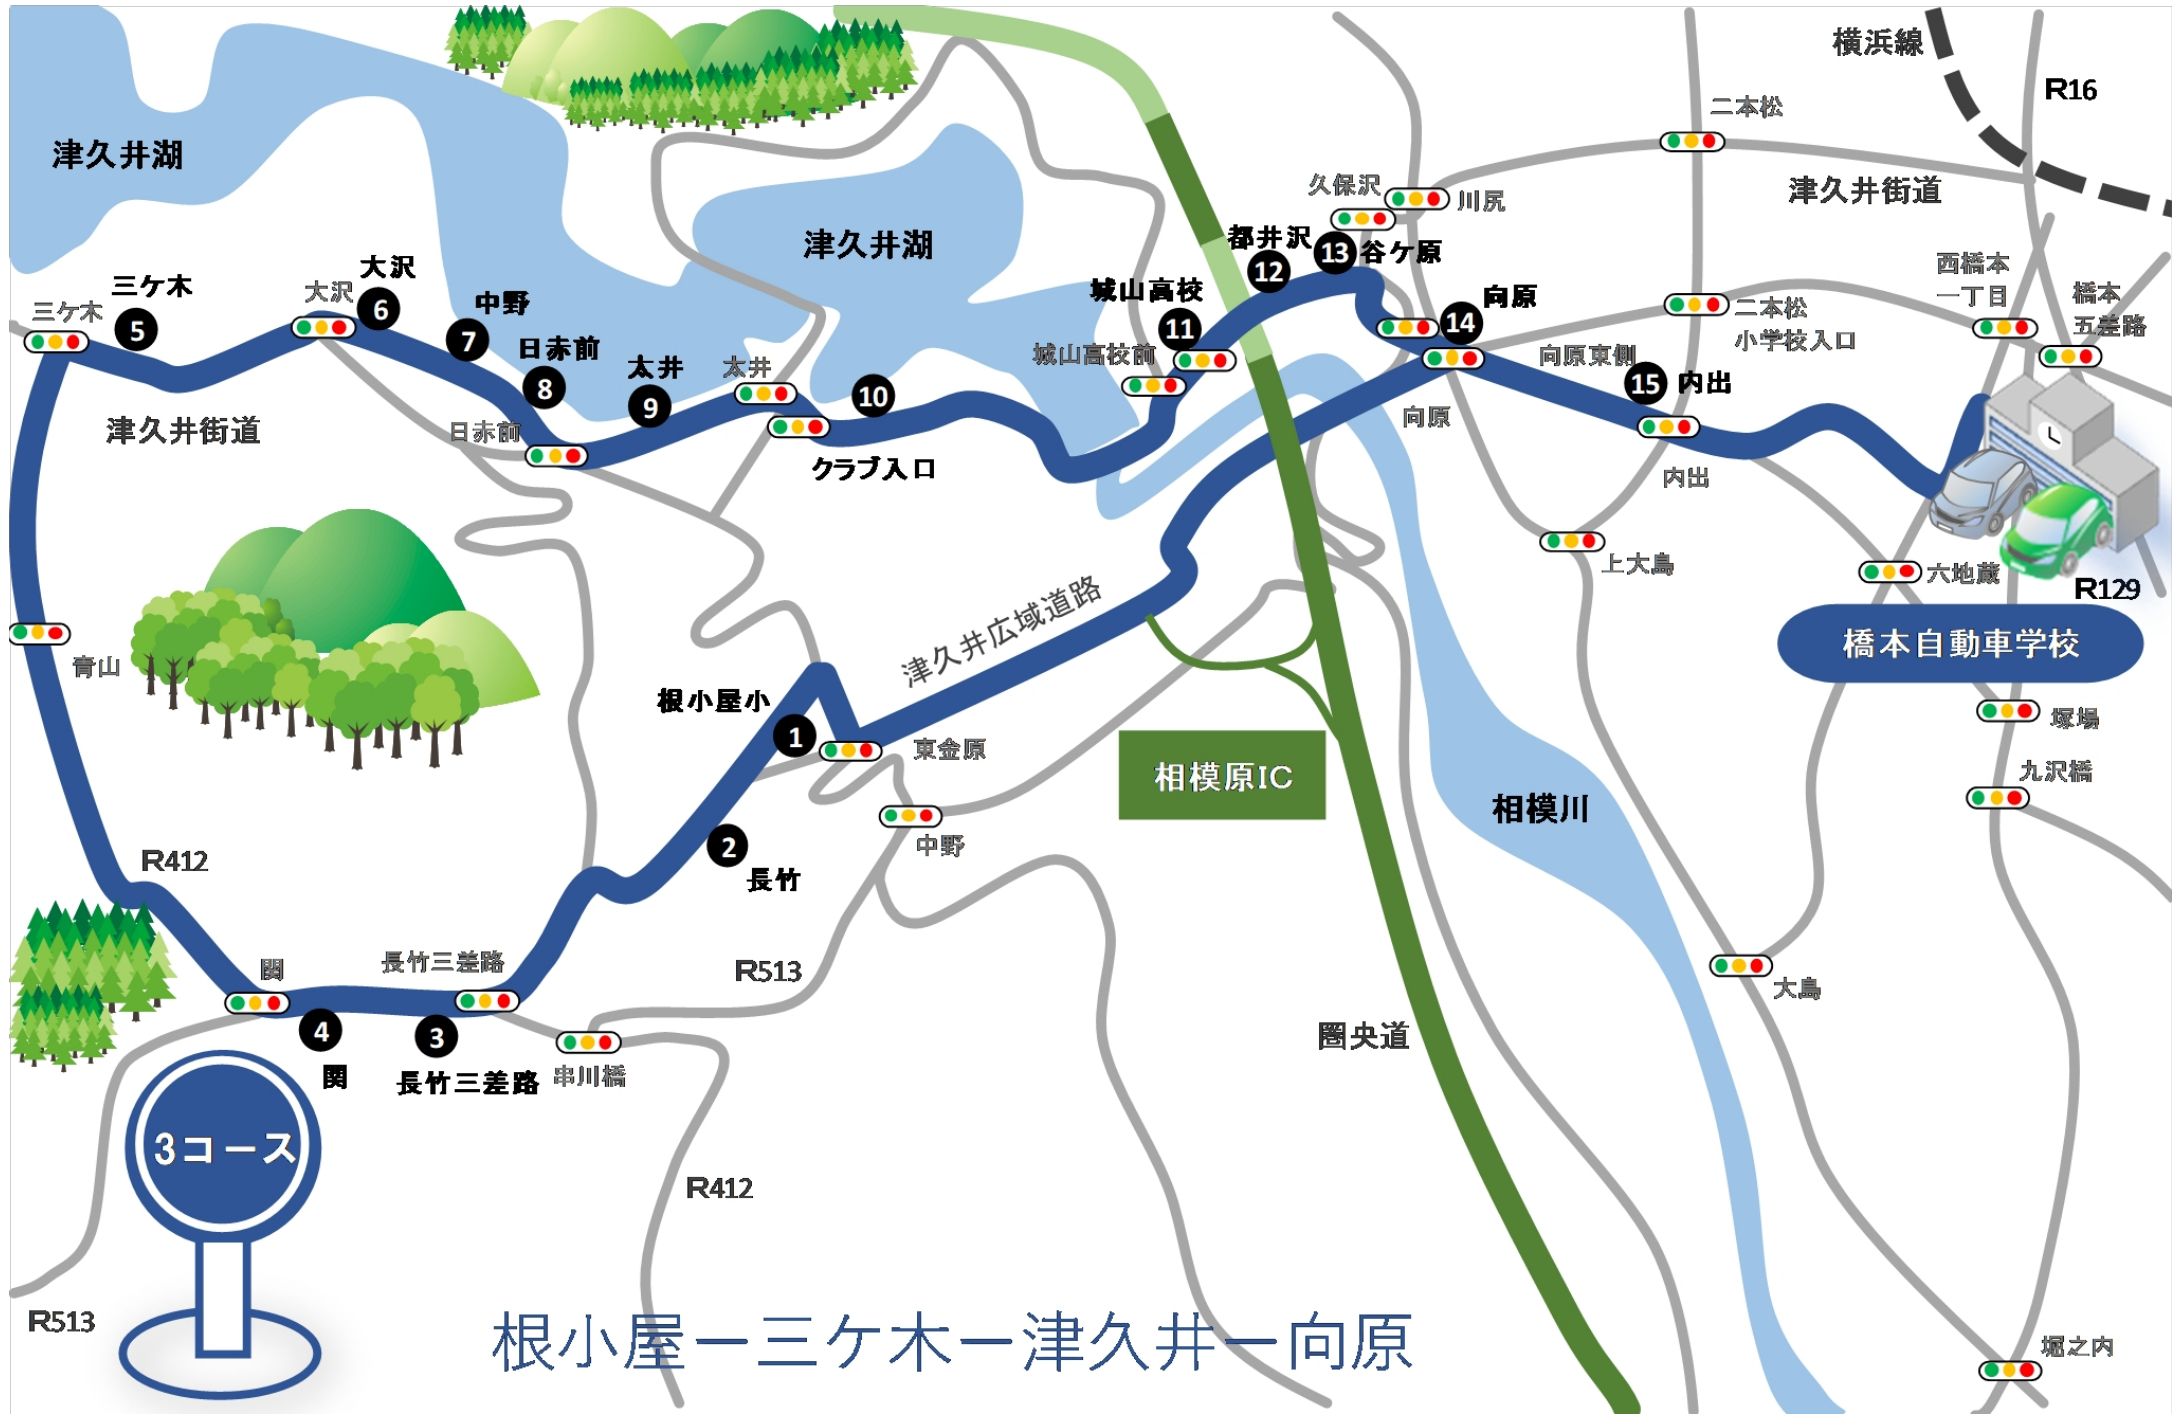 横浜線
R16
二本松
津久井湖
久保沢
川尻
津久井街道
都井沢
13
谷ケ原
12
津久井湖
西橋本
一丁目
大沢
大沢
6
三ケ木
三ケ木
5
中野
7
城山高校
11
向原
14
橋本
五差路
二本松
小学校入口
日赤前
8
太井
9
太井
10
城山高校前
向原東側
15
内出
津久井街道
日赤前
クラブ入口
向原
内出
上大島
六地蔵
R129
津久井広域道路
橋本自動車学校
青山
根小屋小
1
東金原
塚場
相模原IC
九沢橋
相模川
中野
2
長竹
R412
関
長竹三差路
R513
大島
4
関
3
長竹三差路
串川橋
圏央道
3コース
R412
R513
根小屋ー三ケ木ー津久井ー向原
堀之内